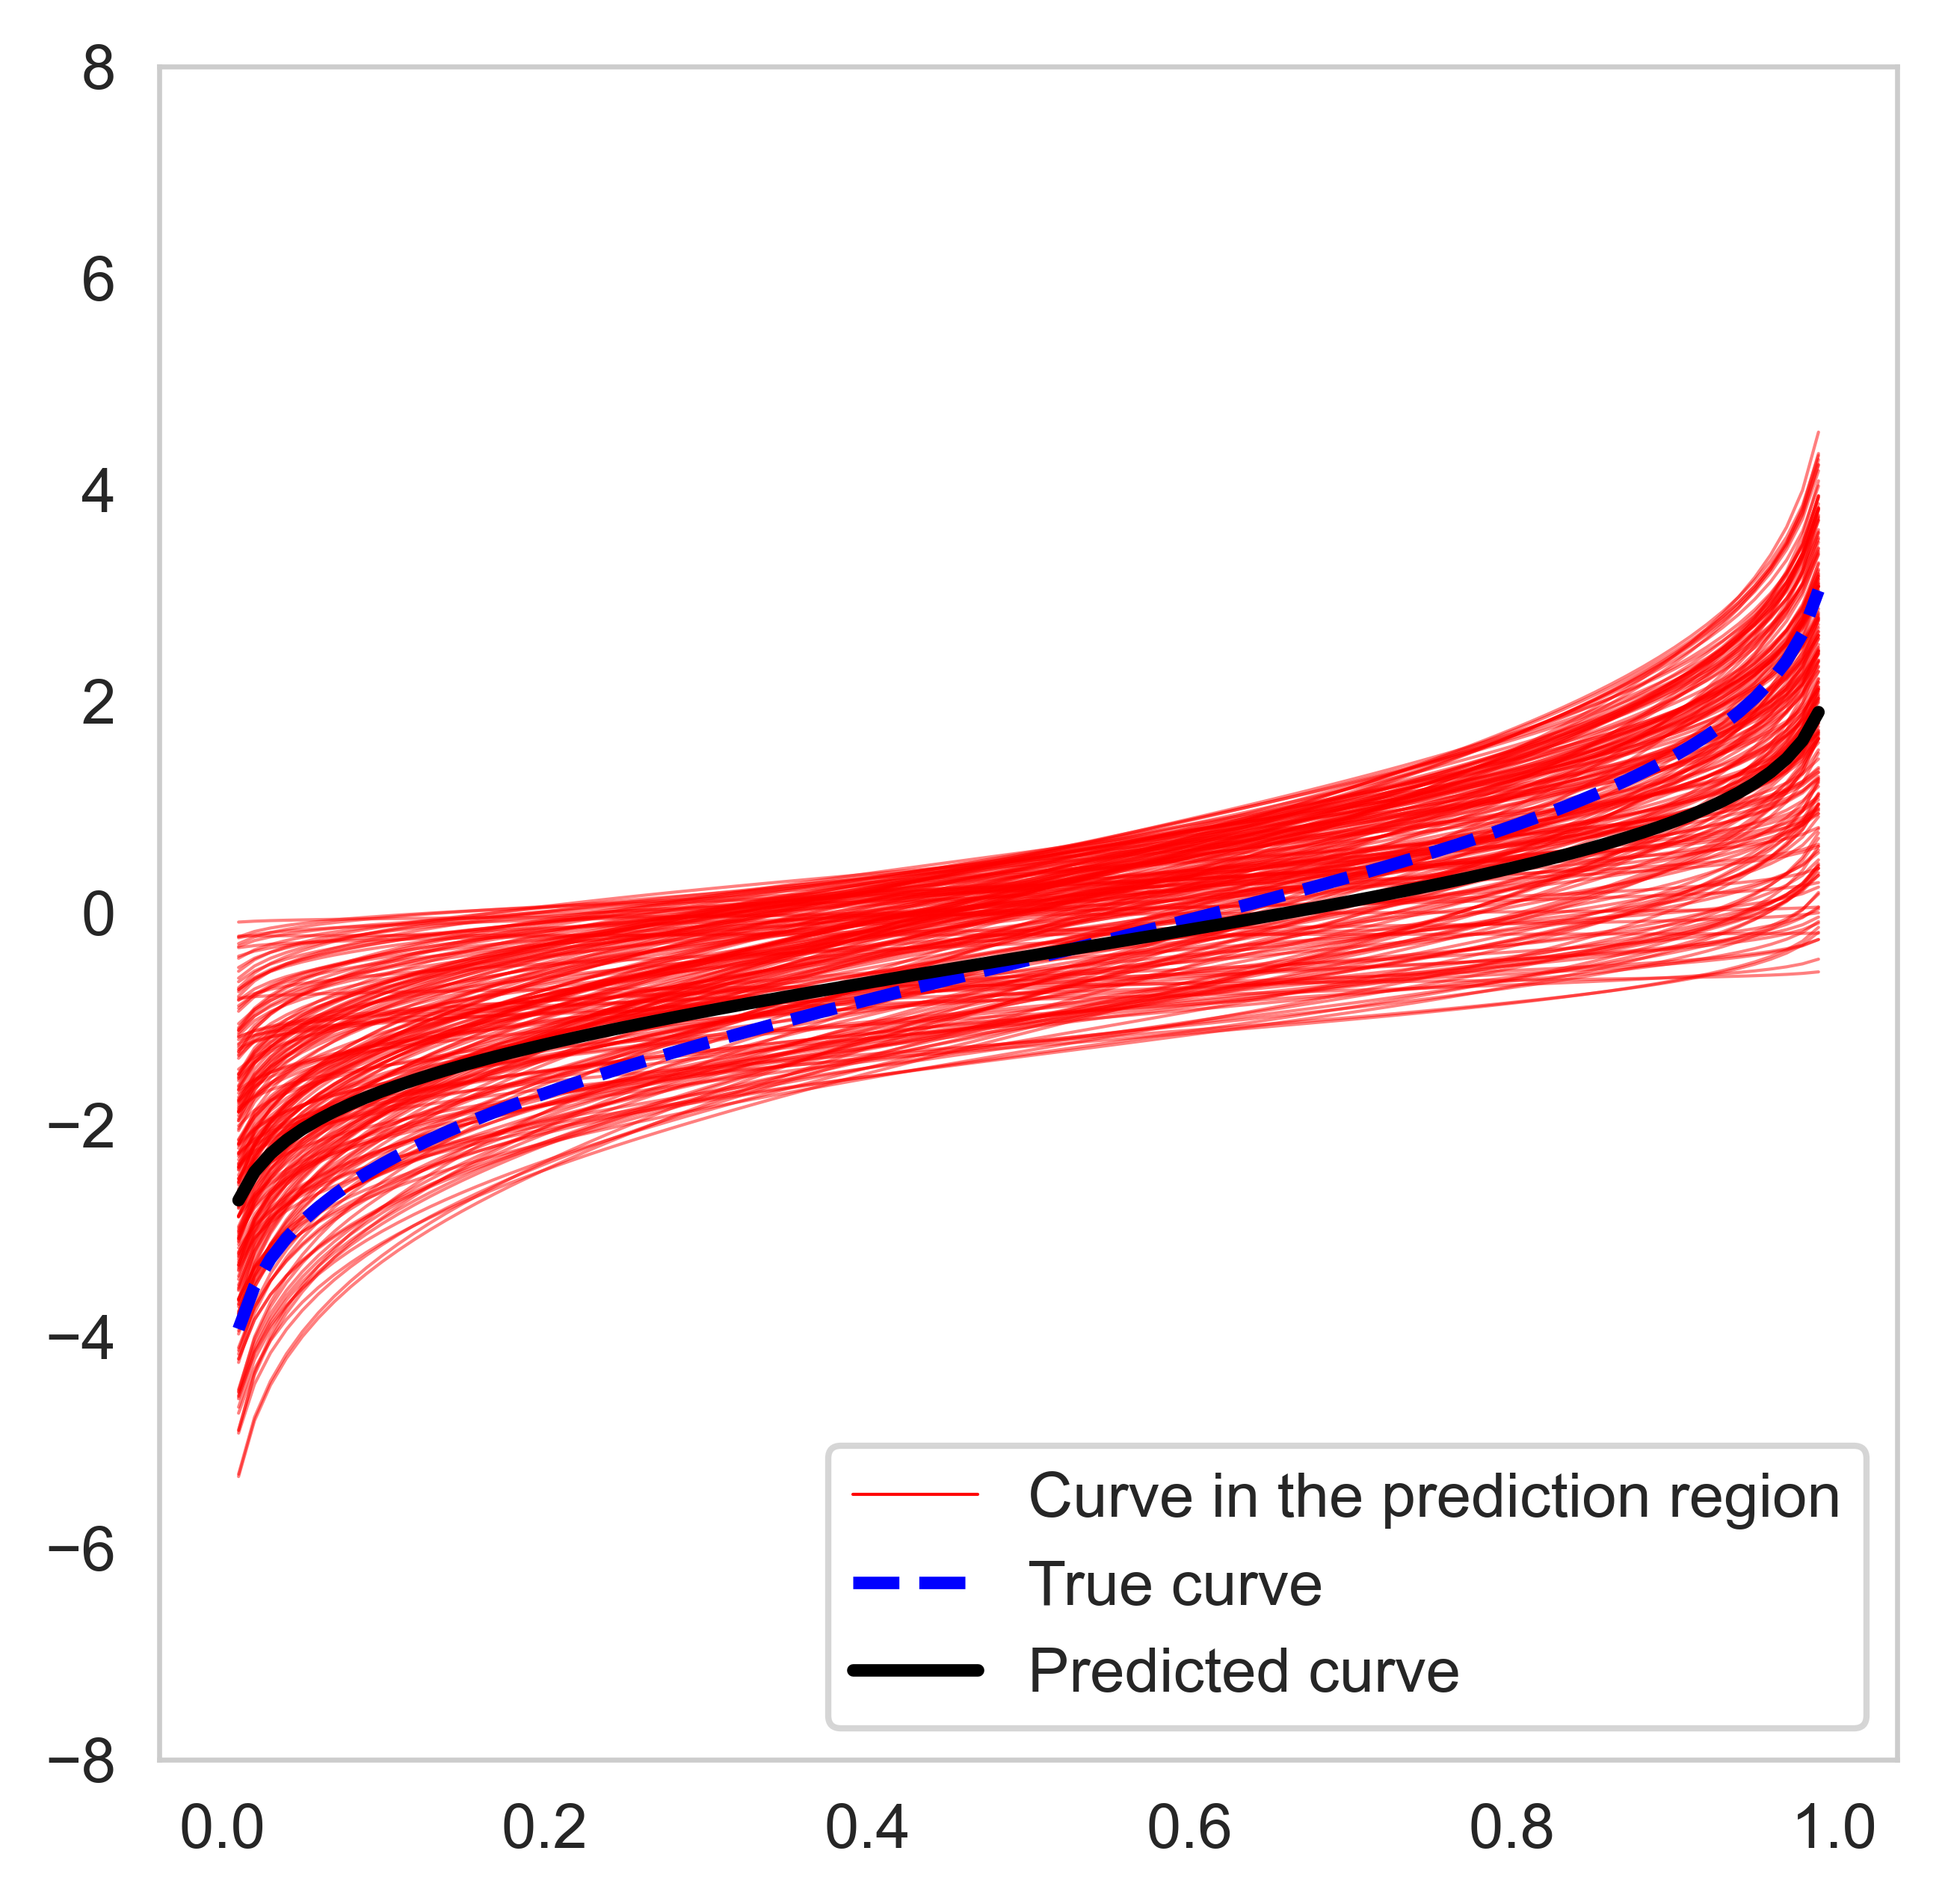 8
6
4
2
0
−2
−4
−6
−8
0.0 0.2 0.4 0.6 0.8 1.0
Curve in the prediction region
True curve
Predicted curve